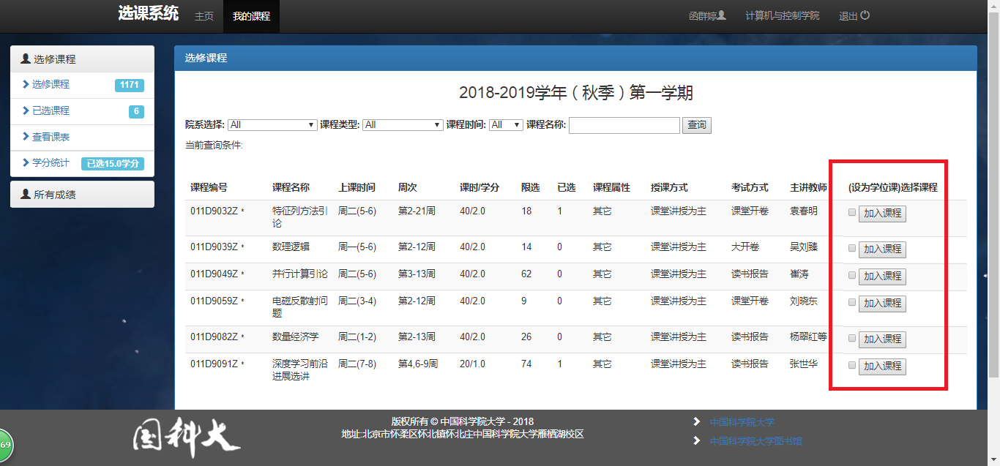 选课系统 主页 我的课程 函群婷 计算机与控制学院 退出
选修课程
选修课程 1171
已选课程 6
查看课表
学分统计 已选15.0学分
所有成绩
选修课程
2018-2019学年（秋季）第一学期
院系选择: All 课程类型: All 课程时间: All 课程名称: 查询
当前查询条件:
课程编号 课程名称 上课时间 周次 课时/学分 限选 已选 课程属性 授课方式 考试方式 主讲教师 (设为学位课)选择课程
011D9032Z * 特征列方法引 周二(5-6) 第2-21周 40/2.0 18 1 其它 课堂讲授为主 课堂开卷 袁春明 加入课程
论
011D9039Z * 数理逻辑 周一(5-6) 第2-12周 40/2.0 14 0 其它 课堂讲授为主 大开卷 吴刘臻 加入课程
011D9049Z * 并行计算引论 周二(5-6) 第3-13周 40/2.0 62 0 其它 课堂讲授为主 读书报告 崔涛 加入课程
011D9059Z * 电磁反散射问 周二(3-4) 第2-12周 40/2.0 9 0 其它 课堂讲授为主 课堂开卷 刘晓东 加入课程
题
011D9082Z * 数量经济学 周二(1-2) 第2-13周 40/2.0 26 0 其它 课堂讲授为主 读书报告 杨翠红等 加入课程
011D9091Z * 深度学习前沿 周二(7-8) 第4,6-9周 20/1.0 74 1 其它 课堂讲授为主 读书报告 张世华 加入课程
进展选讲
国科大
版权所有 © 中国科学院大学 - 2018
地址:北京市怀柔区怀北镇怀北庄中国科学院大学雁栖湖校区
中国科学院大学
中国科学院大学图书馆
69